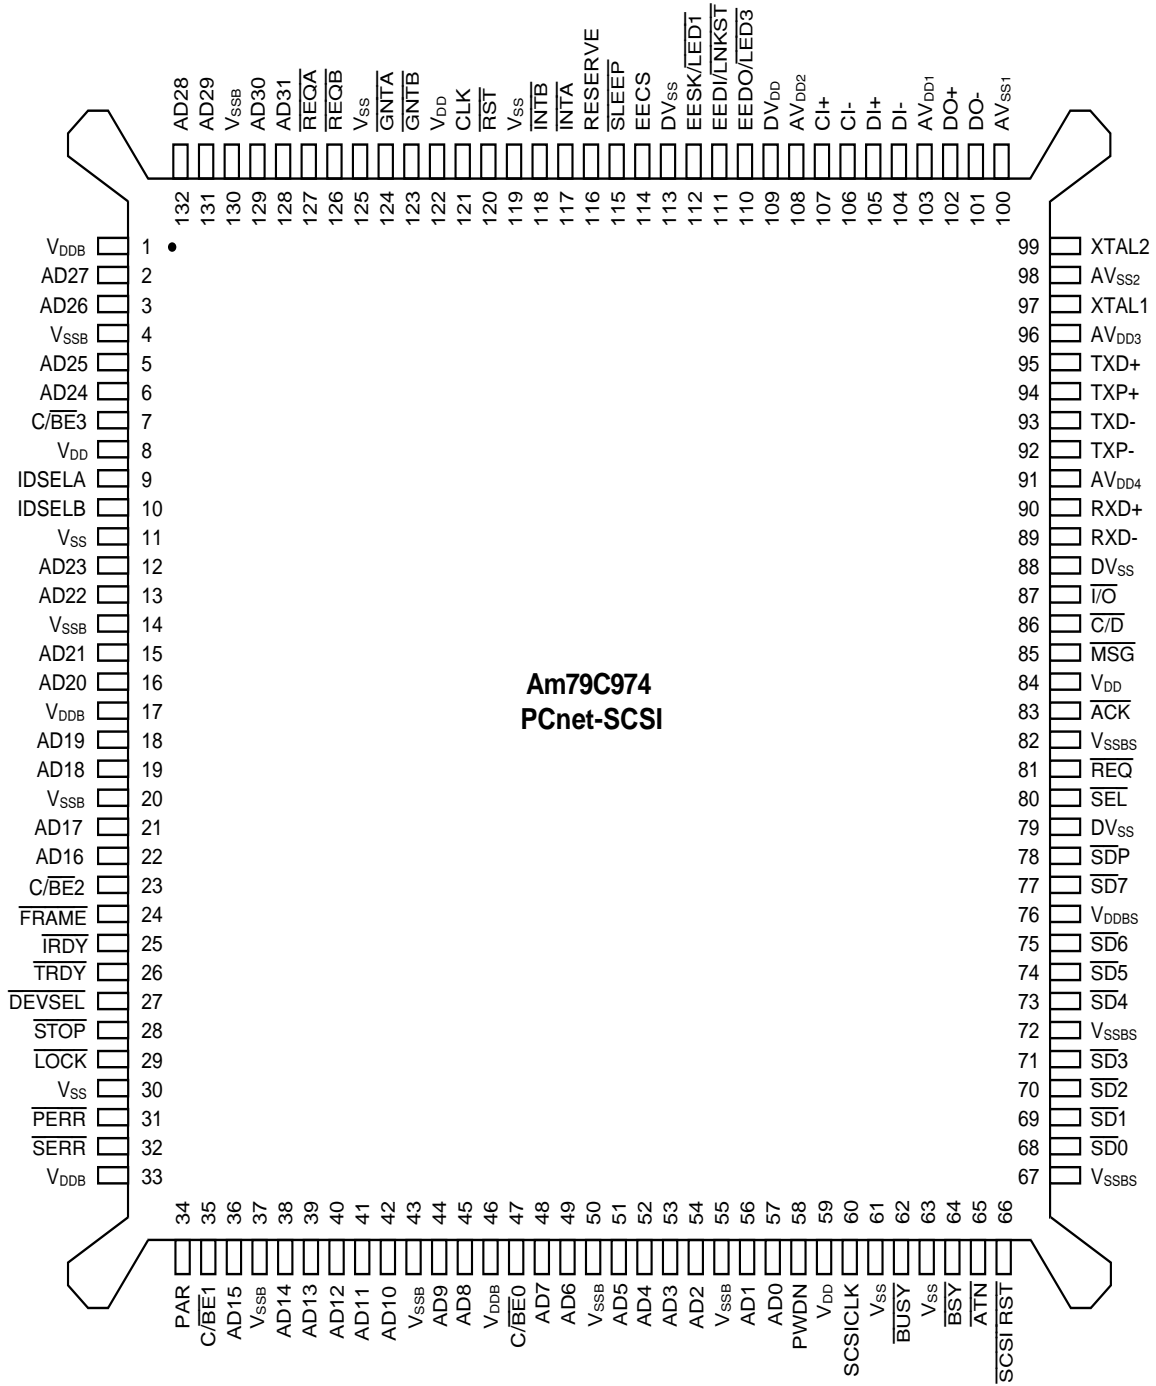 AD28
AD29
VSSB
AD30
AD31
REQA
REQB
VSS
GNTA
GNTB
VDD
CLK
RST
VSS
INTB
INTA
RESERVE
SLEEP
EECS
DVSS
EESK/LED1
EEDI/LNKST
EEDO/LED3
DVDD
AVDD2
CI+
CI-
DI+
DI-
AVDD1
DO+
DO-
AVSS1
132
131
130
129
128
127
126
125
124
123
122
121
120
119
118
117
116
115
114
113
112
111
110
109
108
107
106
105
104
103
102
101
100
VDDB 1
AD27 2
AD26 3
VSSB 4
AD25 5
AD24 6
C/BE3 7
VDD 8
IDSELA 9
IDSELB 10
VSS 11
AD23 12
AD22 13
VSSB 14
AD21 15
AD20 16
VDDB 17
AD19 18
AD18 19
VSSB 20
AD17 21
AD16 22
C/BE2 23
FRAME 24
IRDY 25
TRDY 26
DEVSEL 27
STOP 28
LOCK 29
VSS 30
PERR 31
SERR 32
VDDB 33
Am79C974
PCnet-SCSI
99 XTAL2
98 AVSS2
97 XTAL1
96 AVDD3
95 TXD+
94 TXP+
93 TXD-
92 TXP-
91 AVDD4
90 RXD+
89 RXD-
88 DVSS
87 I/O
86 C/D
85 MSG
84 VDD
83 ACK
82 VSSBS
81 REQ
80 SEL
79 DVSS
78 SDP
77 SD7
76 VDDBS
75 SD6
74 SD5
73 SD4
72 VSSBS
71 SD3
70 SD2
69 SD1
68 SD0
67 VSSBS
34
35
36
37
38
39
40
41
42
43
44
45
46
47
48
49
50
51
52
53
54
55
56
57
58
59
60
61
62
63
64
65
66
PAR
C/BE1
AD15
VSSB
AD14
AD13
AD12
AD11
AD10
VSSB
AD9
AD8
VDDB
C/BE0
AD7
AD6
VSSB
AD5
AD4
AD3
AD2
VSSB
AD1
AD0
PWDN
VDD
SCSICLK
VSS
BUSY
VSS
BSY
ATN
SCSI RST